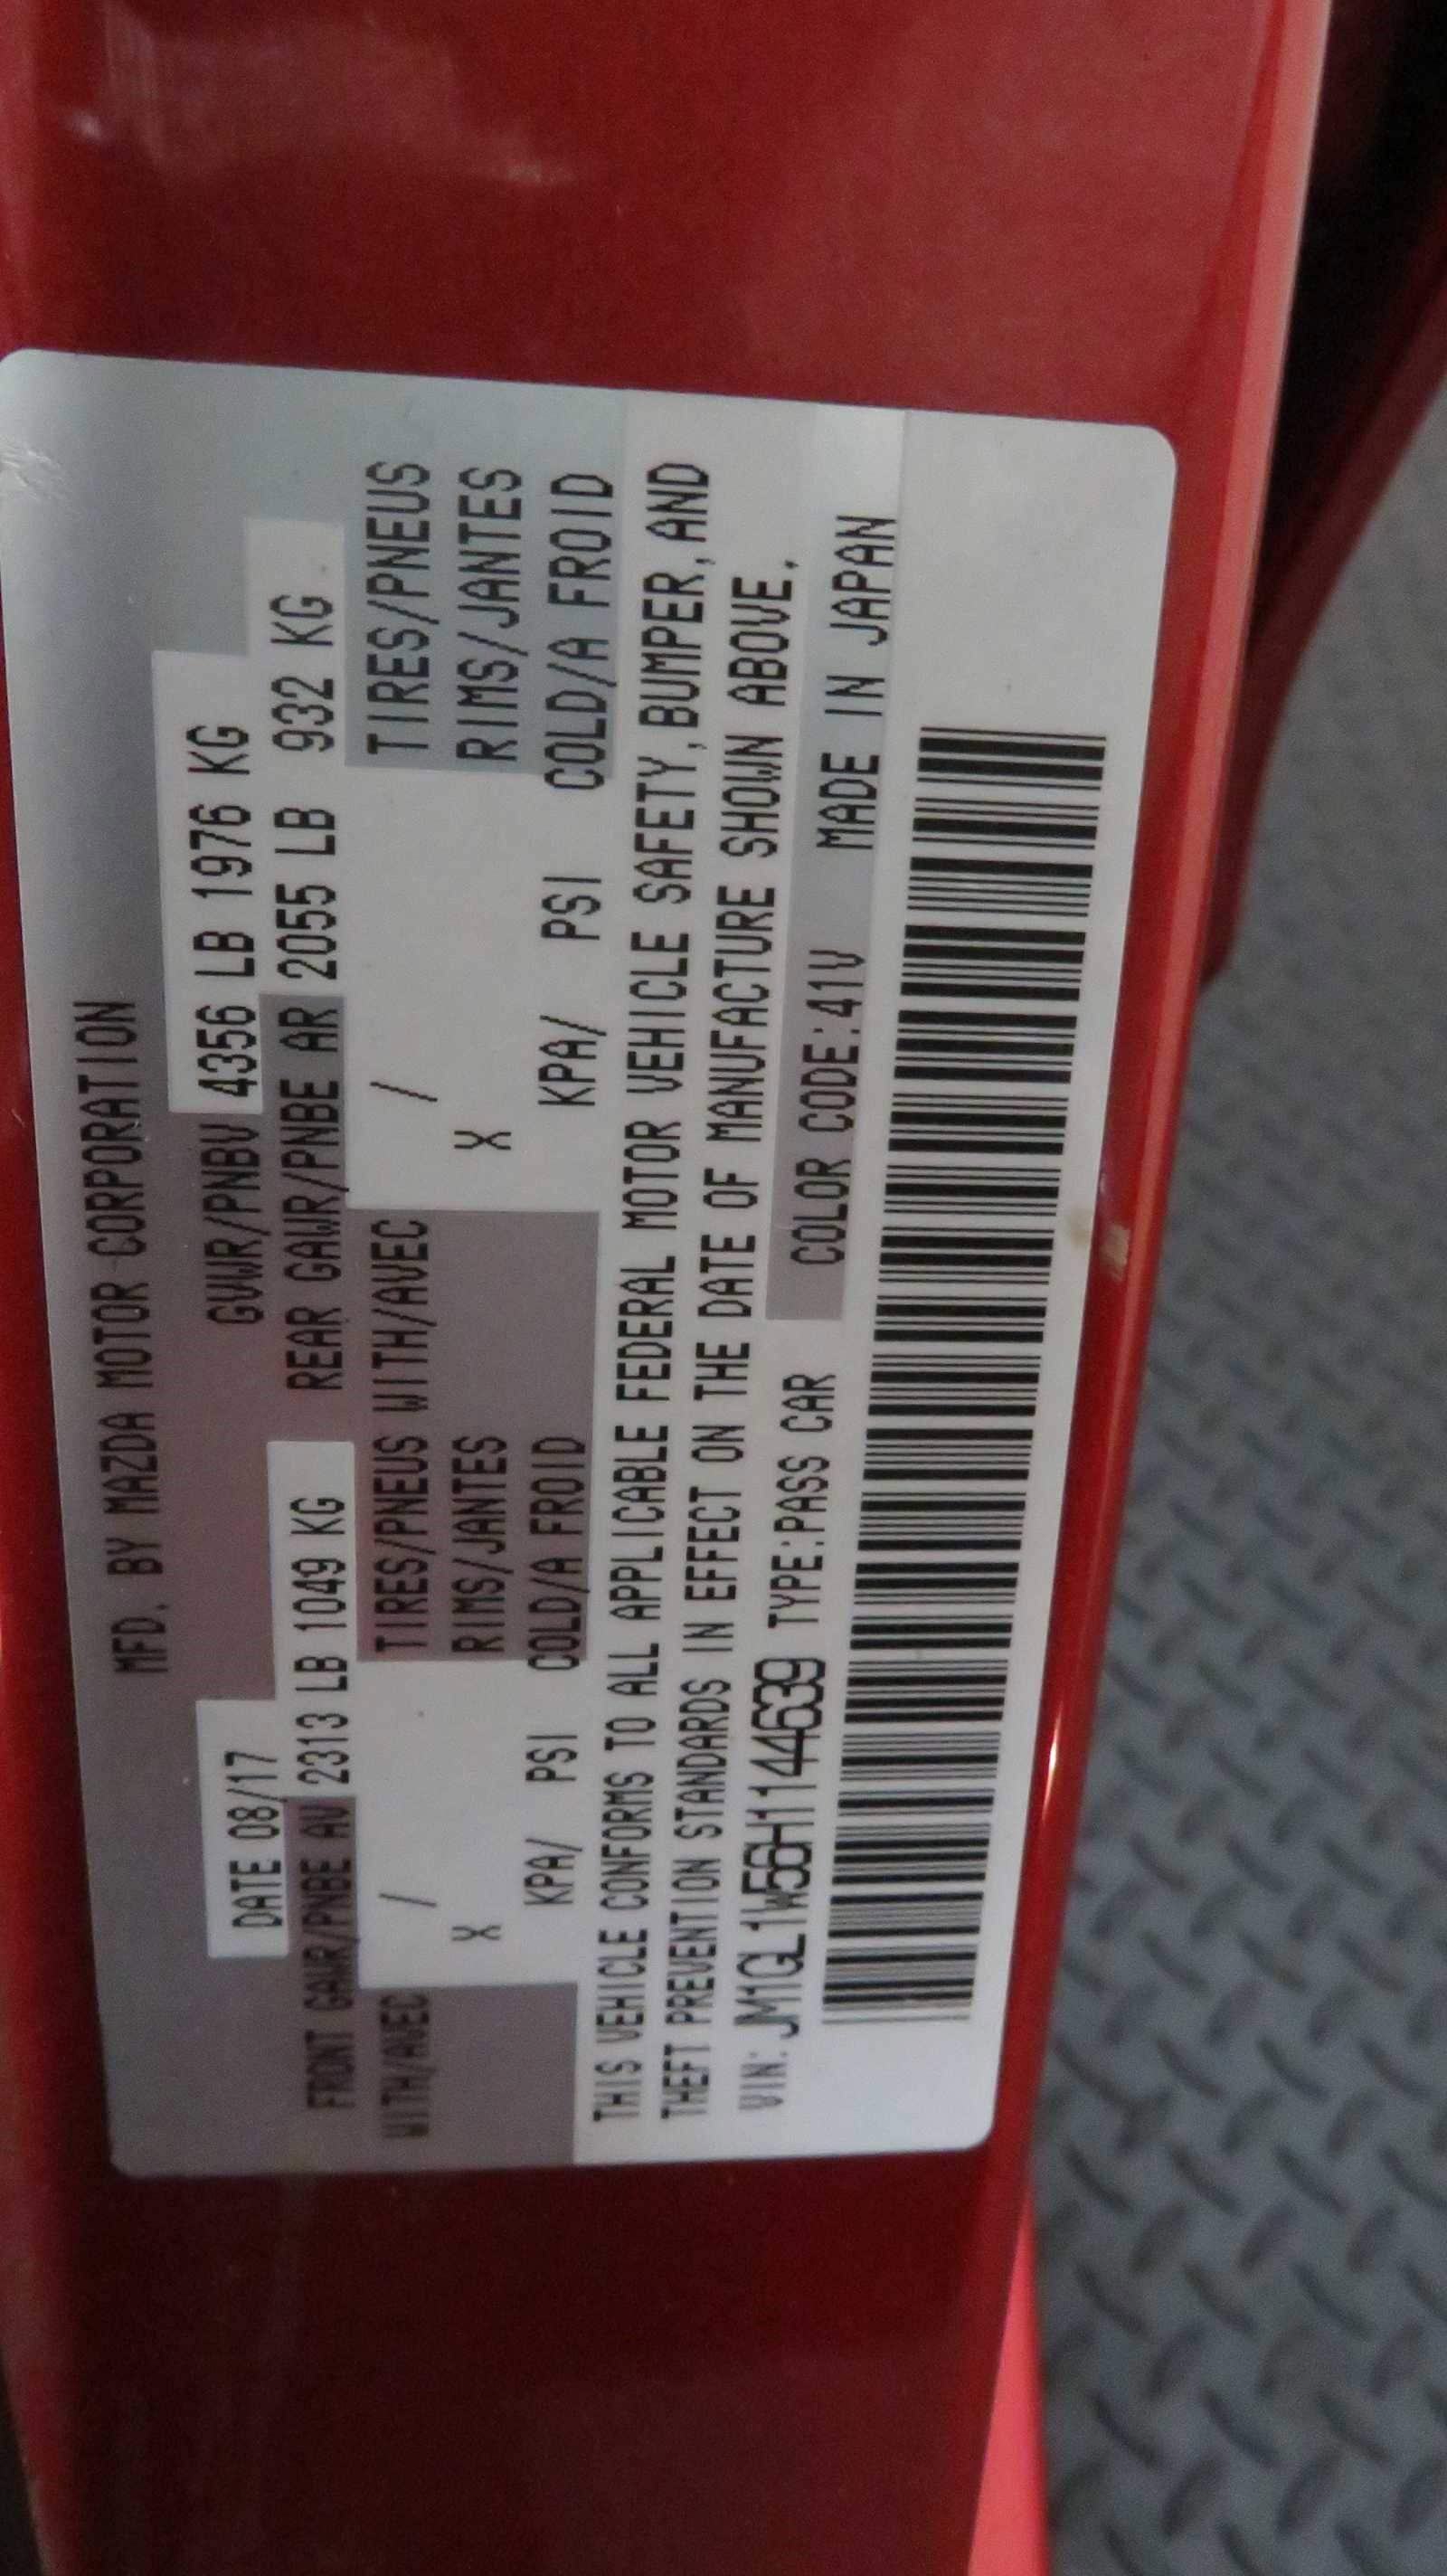 MFD. BY MAZDA MOTOR CORPORATION
DATE 08/17 GVWR/PNBV 4356 LB 1976 KG
FRONT GAWR/PNBE AV 2313 LB 1049 KG REAR GAWR/PNBE AR 2055 LB 932 KG
WITH/AVEC / TIRES/PNEUS WITH/AVEC / TIRES/PNEUS
X RIMS/JANTES X RIMS/JANTES
KPA/ PSI COLD/A FROID KPA/ PSI COLD/A FROID
THIS VEHICLE CONFORMS TO ALL APPLICABLE FEDERAL MOTOR VEHICLE SAFETY, BUMPER, AND
THEFT PREVENTION STANDARDS IN EFFECT ON THE DATE OF MANUFACTURE SHOWN ABOVE.
VIN: JM1GL1W56H1144639 TYPE:PASS CAR COLOR CODE:41V MADE IN JAPAN